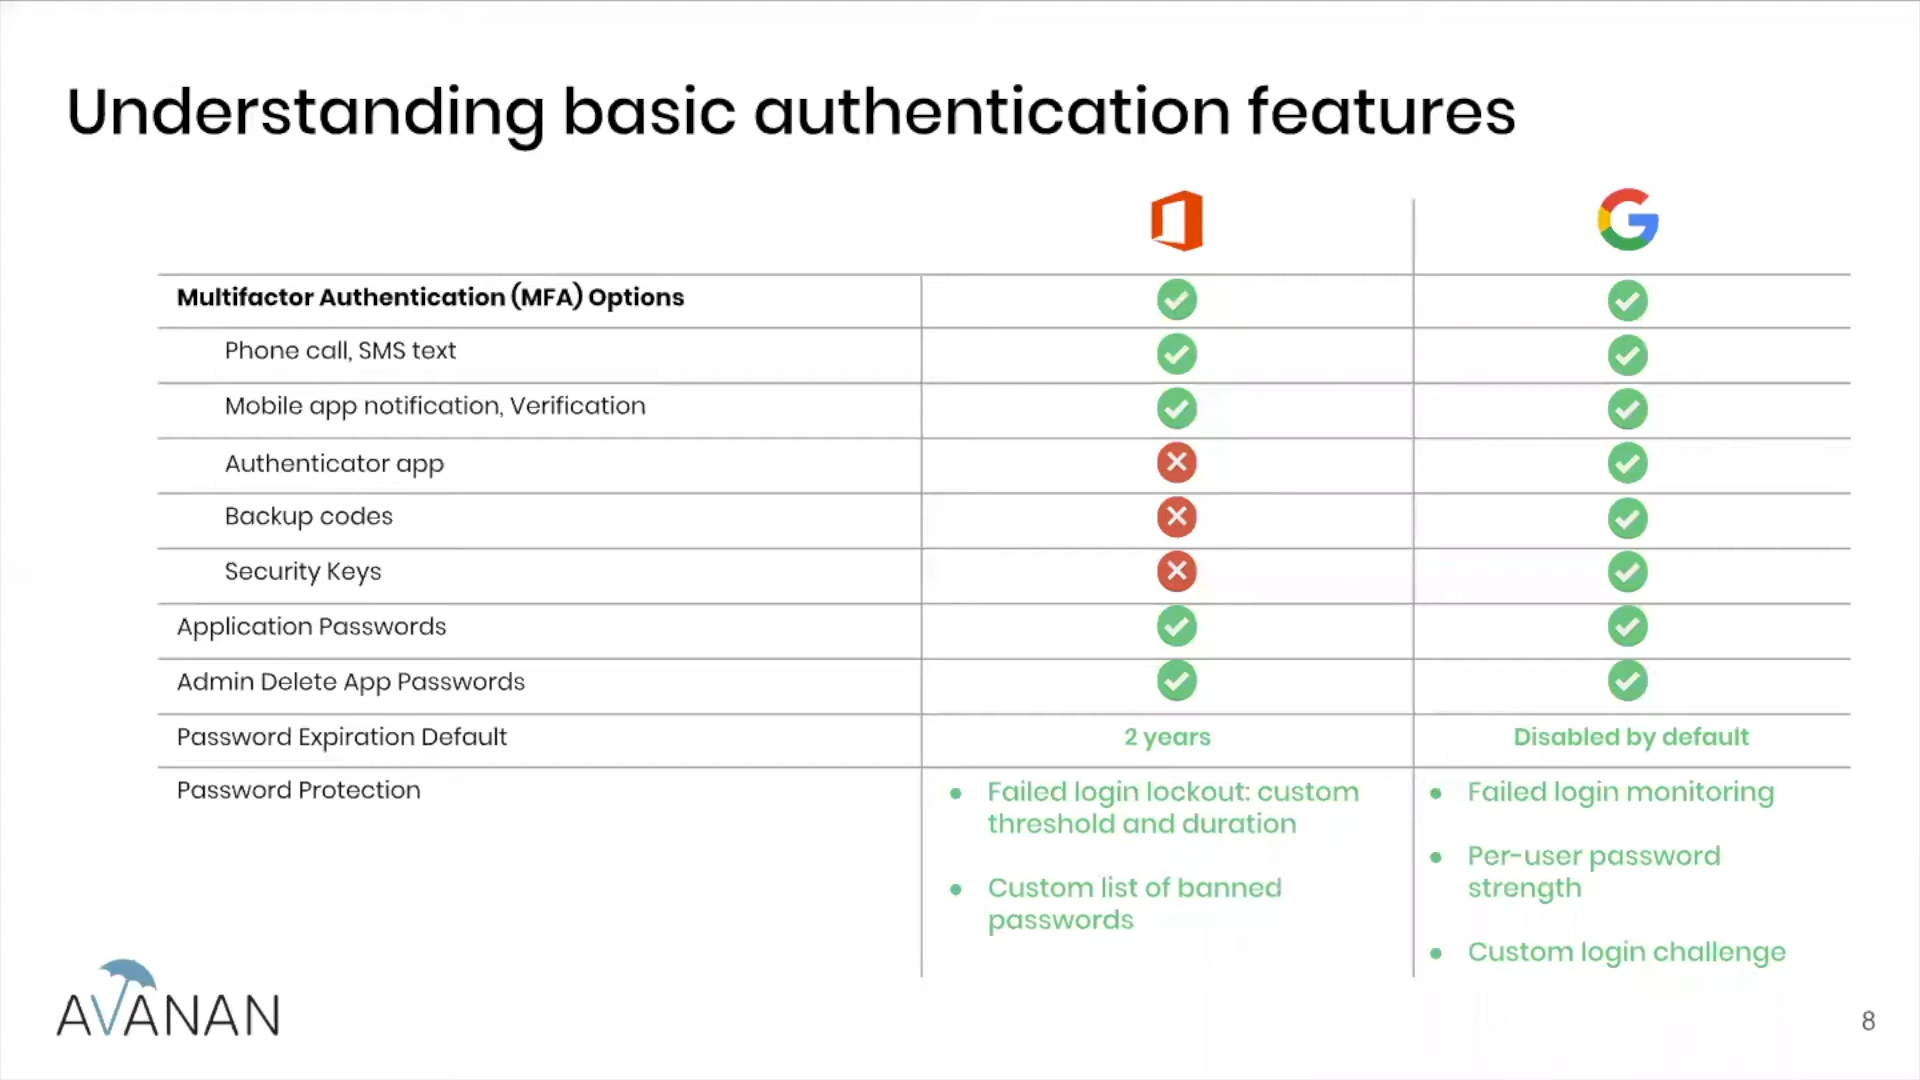 Understanding basic authentication features
Multifactor Authentication (MFA) Options
Phone call, SMS text
Mobile app notification, Verification
Authenticator app
Backup codes
Security Keys
Application Passwords
Admin Delete App Passwords
Password Expiration Default
2 years
Disabled by default
Password Protection
● Failed login lockout: custom
threshold and duration
● Custom list of banned
passwords
● Failed login monitoring
● Per-user password
strength
● Custom login challenge
AVANAN
8